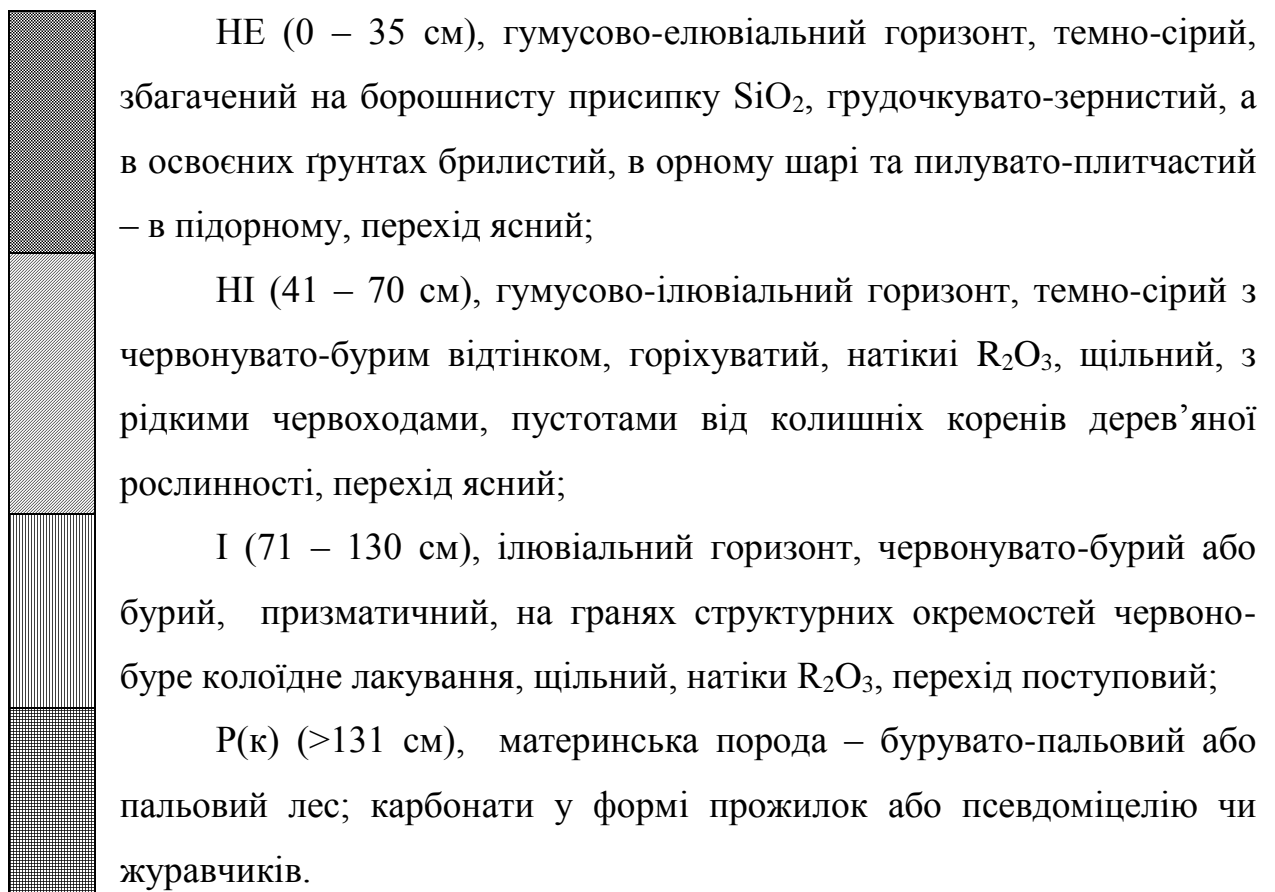 НЕ (0 – 35 см), гумусово-елювіальний горизонт, темно-сірий,
збагачений на борошнисту присипку SiO₂, грудочкувато-зернистий, а
в освоєних ґрунтах брилистий, в орному шарі та пилувато-плитчастий
– в підорному, перехід ясний;
НІ (41 – 70 см), гумусово-ілювіальний горизонт, темно-сірий з
червонувато-бурим відтінком, горіхуватий, натікиі R₂O₃, щільний, з
рідкими червоходами, пустотами від колишніх коренів дерев’яної
рослинності, перехід ясний;
І (71 – 130 см), ілювіальний горизонт, червонувато-бурий або
бурий, призматичний, на гранях структурних окремостей червоно-
буре колоїдне лакування, щільний, натіки R₂O₃, перехід поступовий;
Р(к) (>131 см), материнська порода – бурувато-пальовий або
пальовий лес; карбонати у формі прожилок або псевдоміцелію чи
журавчиків.